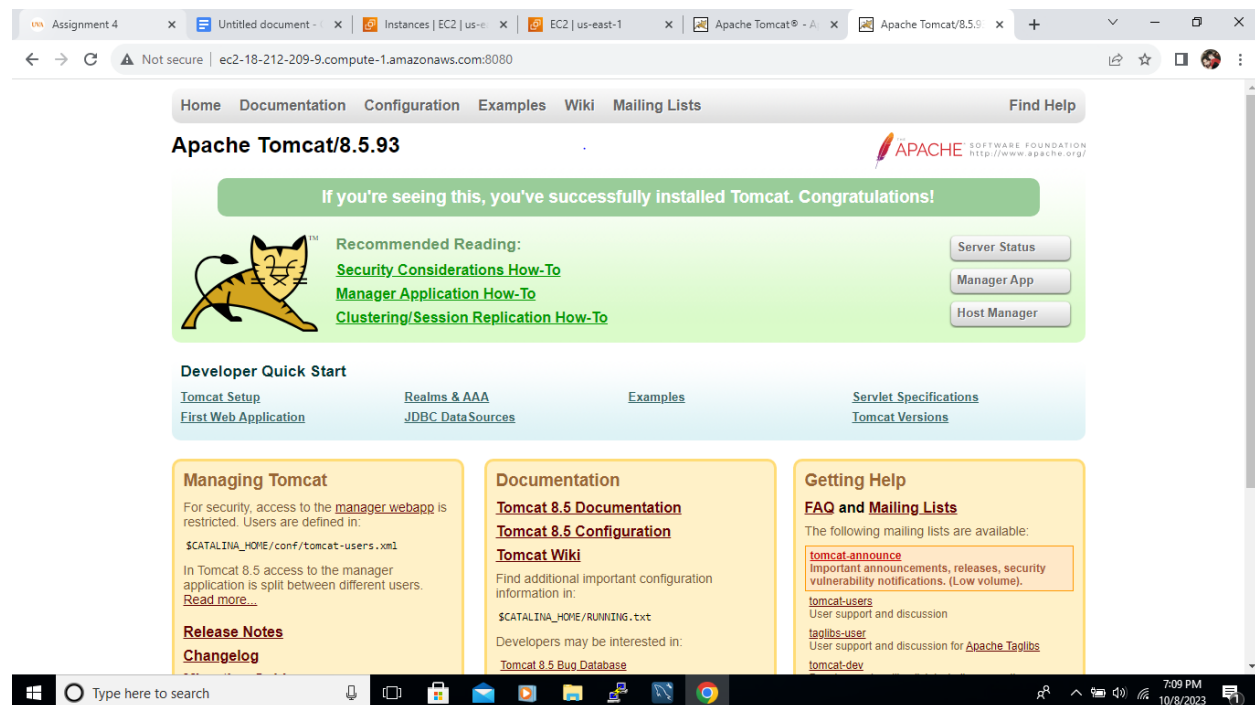 Assignment 4
Untitled document -
Instances | EC2 | us-e
EC2 | us-east-1
Apache Tomcat® - A
Apache Tomcat/8.5.9
Not secure | ec2-18-212-209-9.compute-1.amazonaws.com:8080
Home Documentation Configuration Examples Wiki Mailing Lists Find Help
Apache Tomcat/8.5.93
THE APACHE SOFTWARE FOUNDATION
http://www.apache.org/
If you're seeing this, you've successfully installed Tomcat. Congratulations!
TM
Recommended Reading:
Security Considerations How-To
Manager Application How-To
Clustering/Session Replication How-To
Server Status
Manager App
Host Manager
Developer Quick Start
Tomcat Setup
First Web Application
Realms & AAA
JDBC DataSources
Examples
Servlet Specifications
Tomcat Versions
Managing Tomcat
For security, access to the manager webapp is
restricted. Users are defined in:
$CATALINA_HOME/conf/tomcat-users.xml
In Tomcat 8.5 access to the manager
application is split between different users.
Read more...
Release Notes
Changelog
Documentation
Tomcat 8.5 Documentation
Tomcat 8.5 Configuration
Tomcat Wiki
Find additional important configuration
information in:
$CATALINA_HOME/RUNNING.txt
Developers may be interested in:
Tomcat 8.5 Bug Database
Getting Help
FAQ and Mailing Lists
The following mailing lists are available:
tomcat-announce
Important announcements, releases, security
vulnerability notifications. (Low volume).
tomcat-users
User support and discussion
taglibs-user
User support and discussion for Apache Taglibs
tomcat-dev
Type here to search
7:09 PM
10/8/2023
1